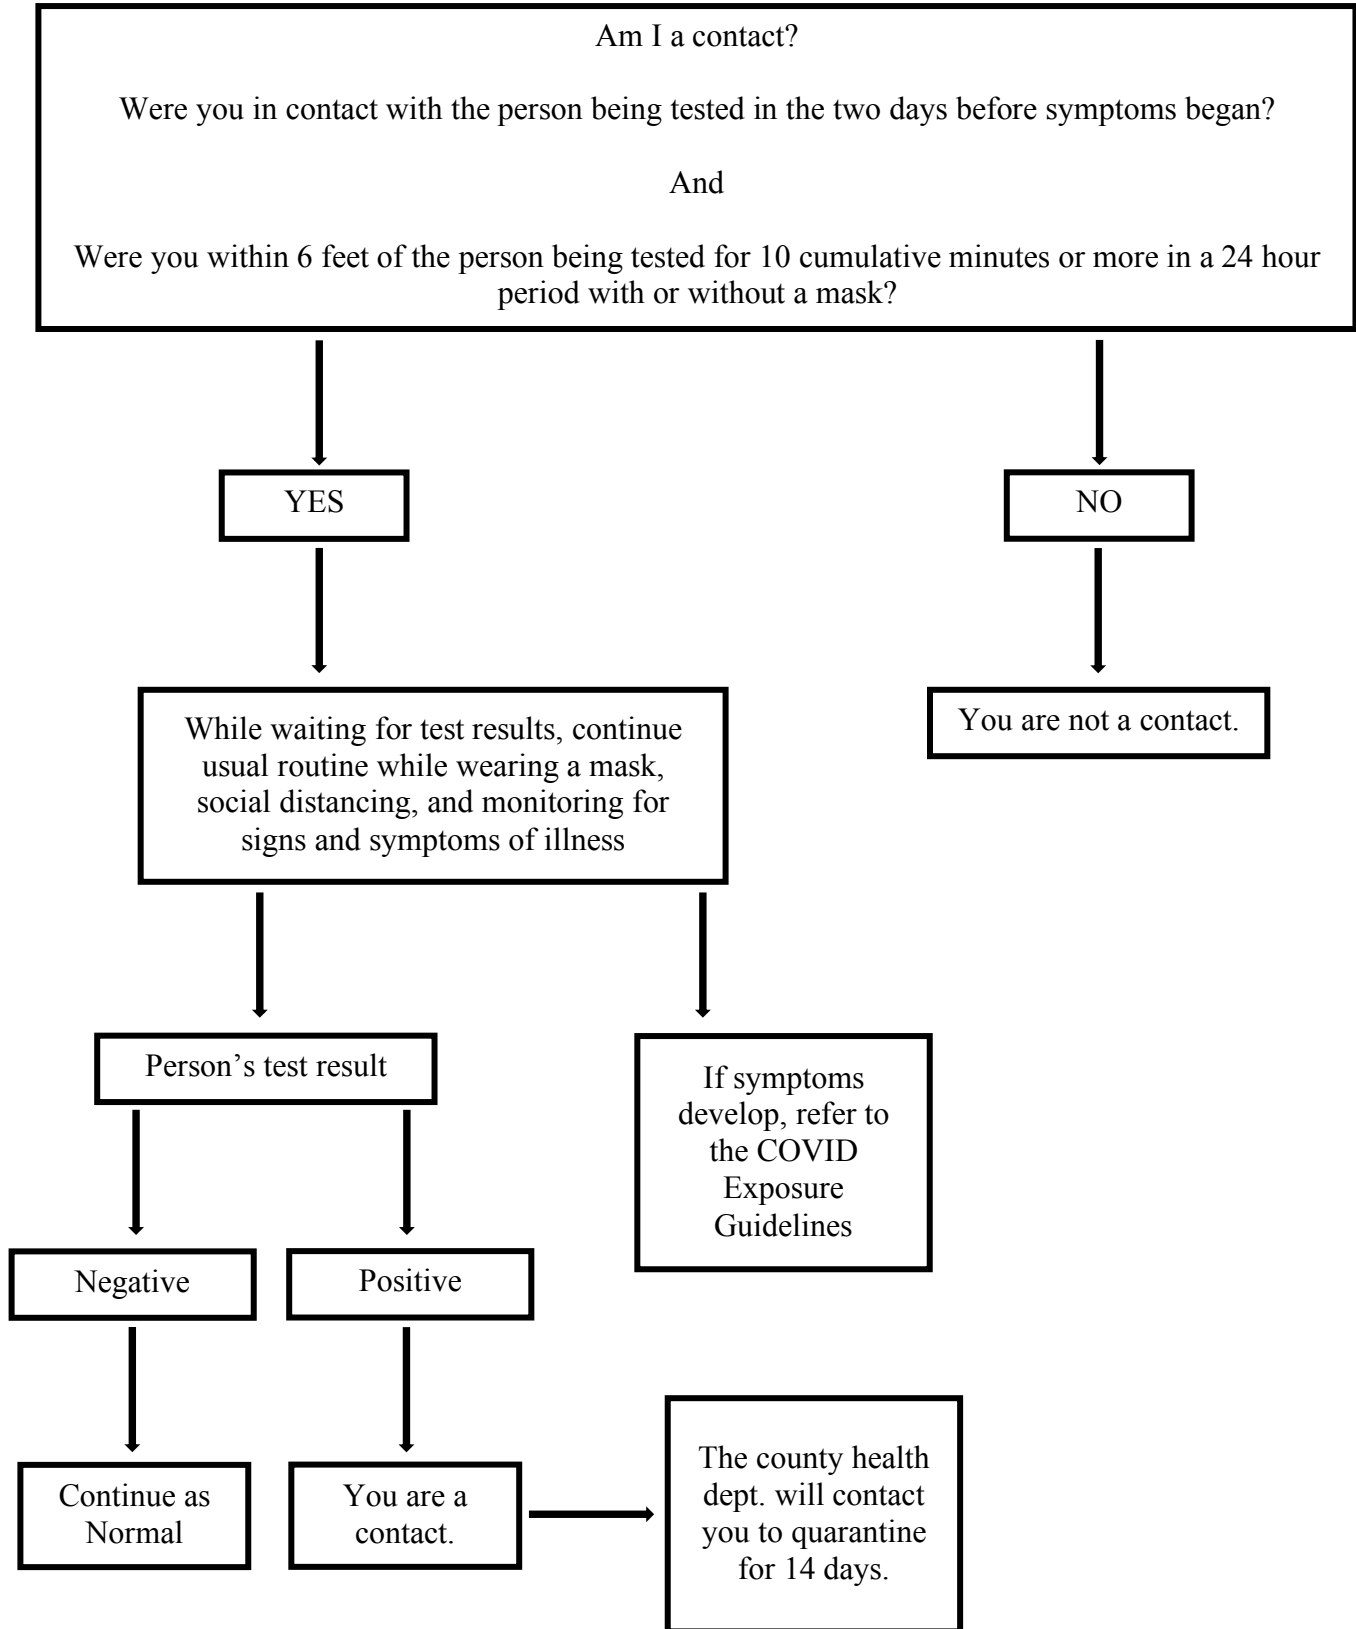 Am I a contact?
Were you in contact with the person being tested in the two days before symptoms began?
And
Were you within 6 feet of the person being tested for 10 cumulative minutes or more in a 24 hour
period with or without a mask?
YES
NO
While waiting for test results, continue
usual routine while wearing a mask,
social distancing, and monitoring for
signs and symptoms of illness
You are not a contact.
Person’s test result
If symptoms
develop, refer to
the COVID
Exposure
Guidelines
Negative
Positive
Continue as
Normal
You are a
contact.
The county health
dept. will contact
you to quarantine
for 14 days.